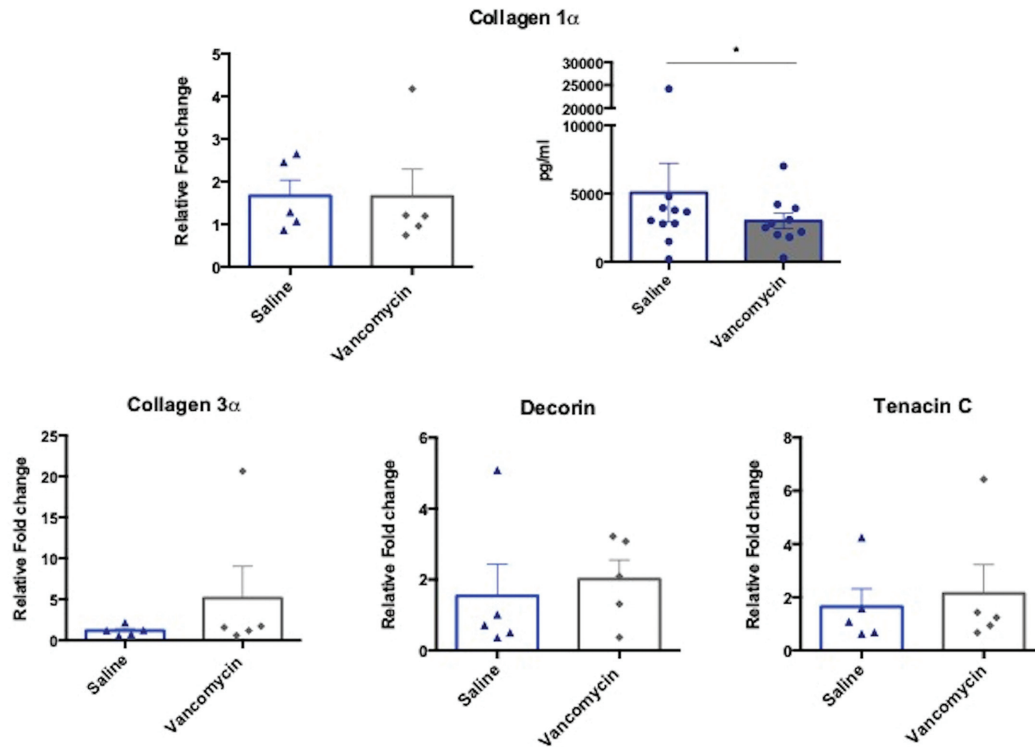 Collagen 1α
Relative Fold change
5
4
3
2
1
0
Saline
Vancomycin
*
pg/ml
30000
25000
20000
10000
5000
0
Saline
Vancomycin
Collagen 3α
Relative Fold change
25
20
15
10
5
0
Saline
Vancomycin
Decorin
Relative Fold change
6
4
2
0
Saline
Vancomycin
Tenacin C
Relative Fold change
8
6
4
2
0
Saline
Vancomycin